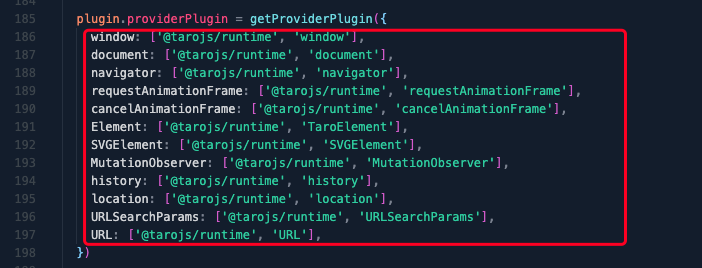 184
185 plugin.providerPlugin = getProviderPlugin({
186 window: ['@tarojs/runtime', 'window'],
187 document: ['@tarojs/runtime', 'document'],
188 navigator: ['@tarojs/runtime', 'navigator'],
189 requestAnimationFrame: ['@tarojs/runtime', 'requestAnimationFrame'],
190 cancelAnimationFrame: ['@tarojs/runtime', 'cancelAnimationFrame'],
191 Element: ['@tarojs/runtime', 'TaroElement'],
192 SVGElement: ['@tarojs/runtime', 'SVGElement'],
193 MutationObserver: ['@tarojs/runtime', 'MutationObserver'],
194 history: ['@tarojs/runtime', 'history'],
195 location: ['@tarojs/runtime', 'location'],
196 URLSearchParams: ['@tarojs/runtime', 'URLSearchParams'],
197 URL: ['@tarojs/runtime', 'URL'],
198 })